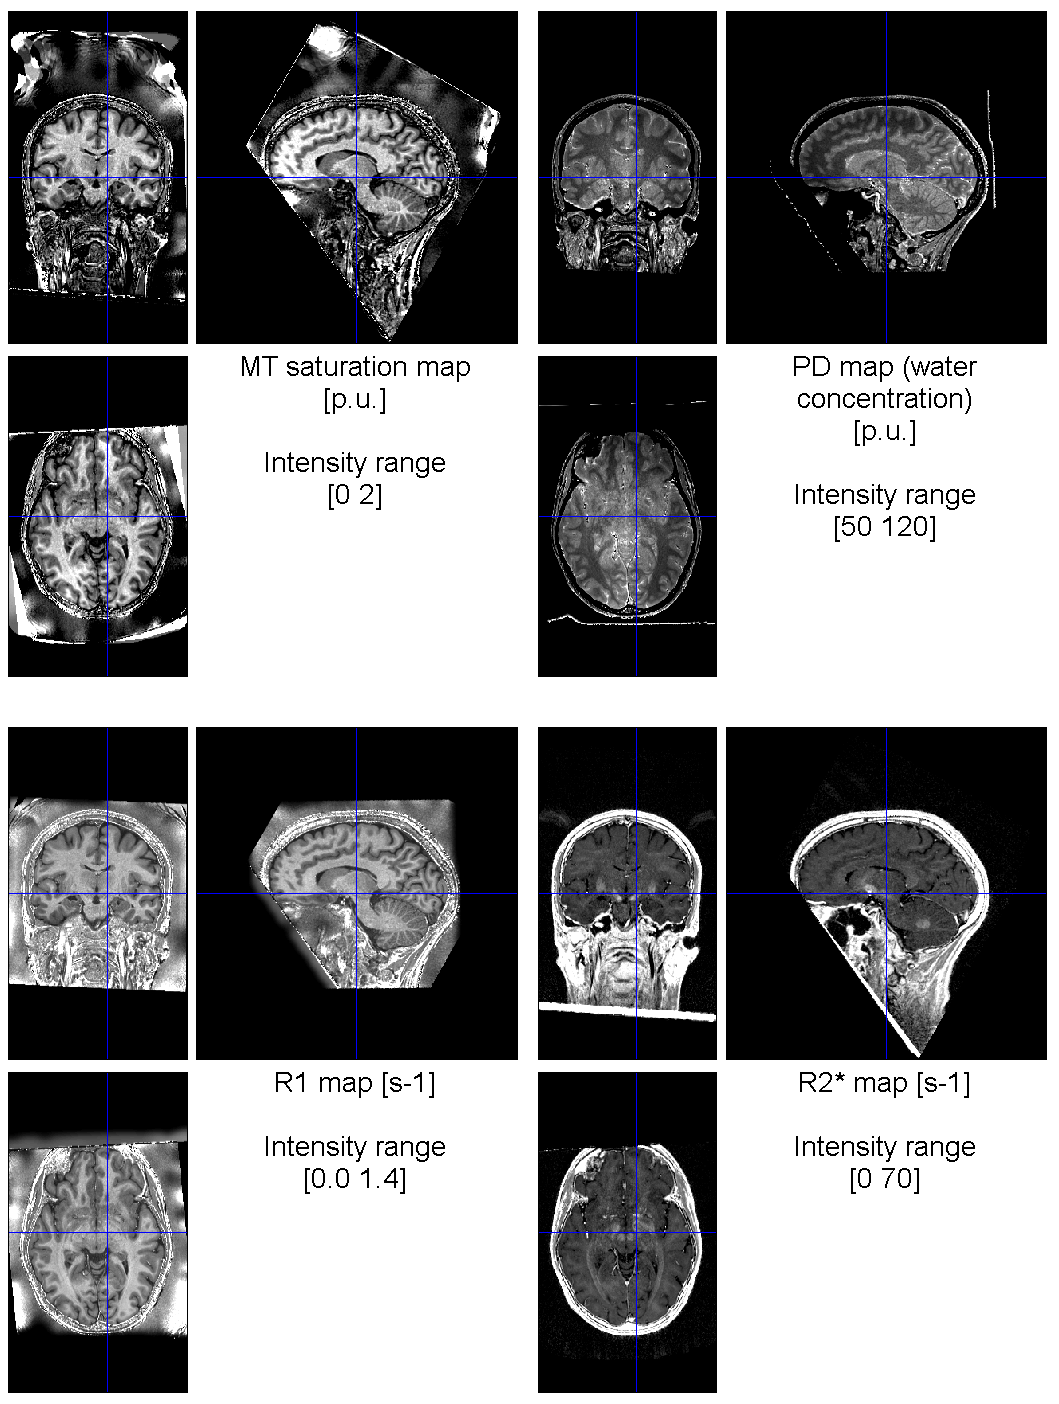 MT saturation map
[p.u.]
Intensity range
[0 2]
PD map (water
concentration)
[p.u.]
Intensity range
[50 120]
R1 map [s-1]
Intensity range
[0.0 1.4]
R2* map [s-1]
Intensity range
[0 70]